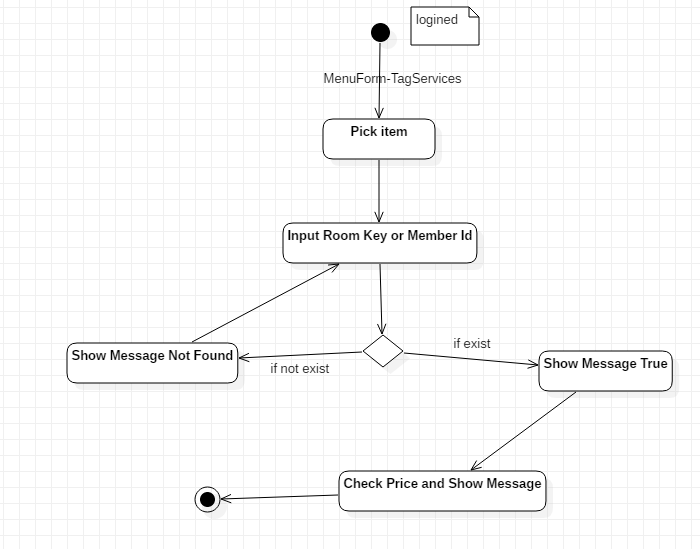 logined
MenuForm-TagServices
Pick item
Input Room Key or Member Id
if exist
Show Message Not Found
if not exist
Show Message True
Check Price and Show Message